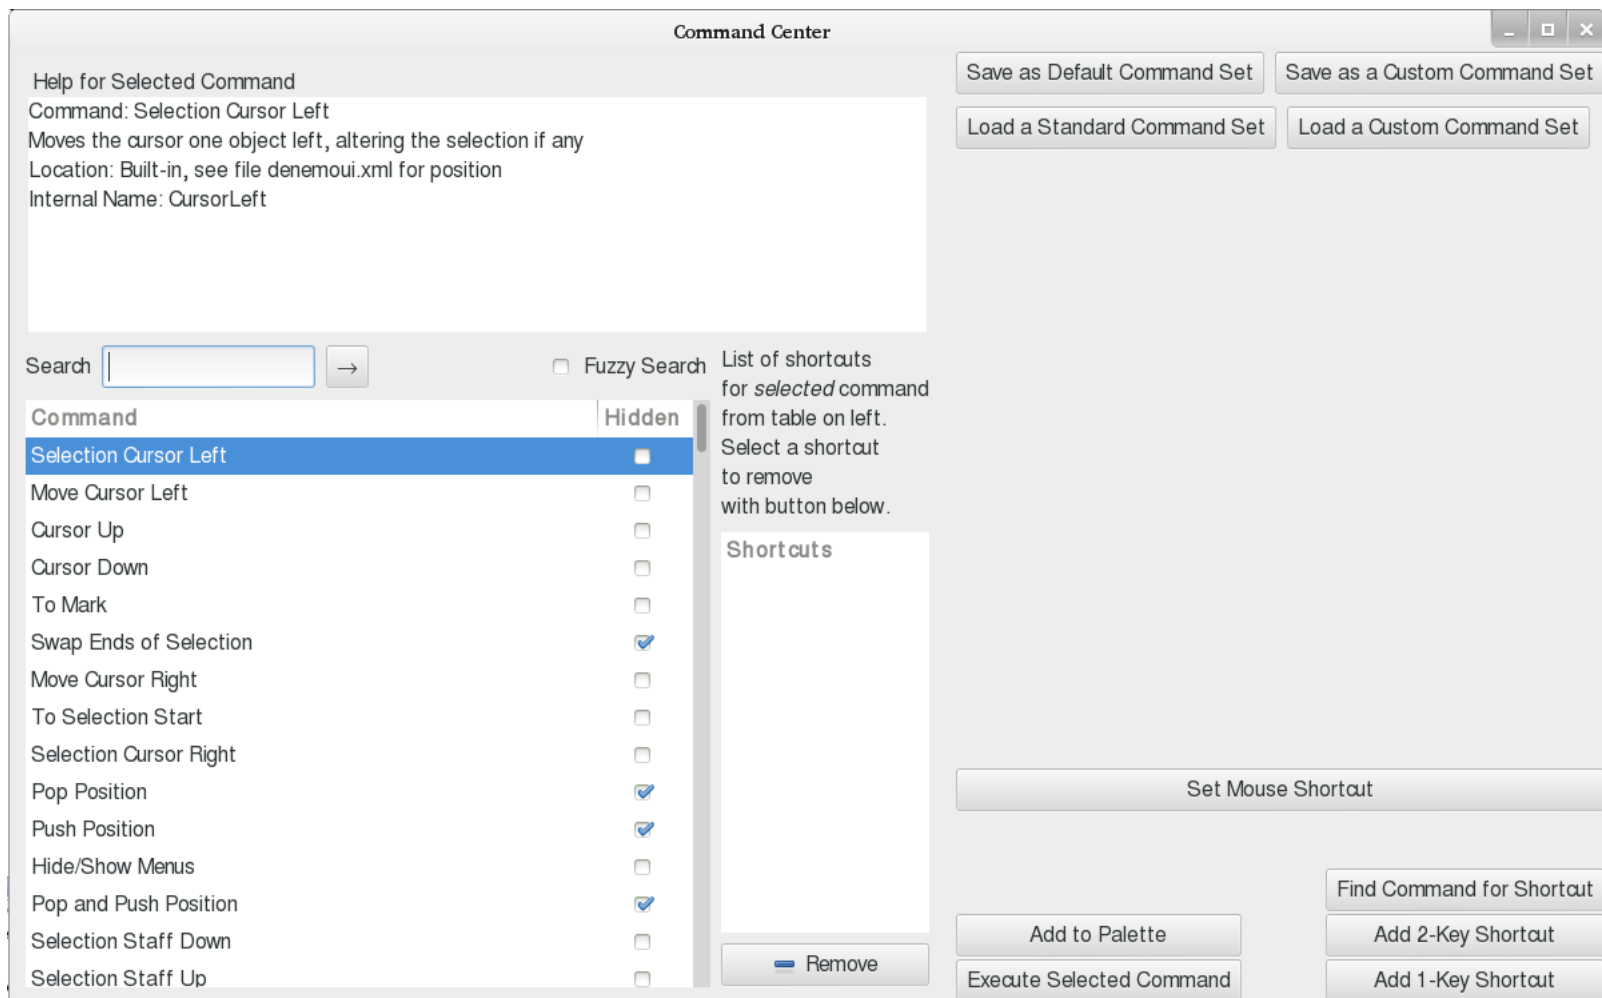 Command Center
Help for Selected Command
Command: Selection Cursor Left
Moves the cursor one object left, altering the selection if any
Location: Built-in, see file denemoui.xml for position
Internal Name: CursorLeft
Save as Default Command Set
Save as a Custom Command Set
Load a Standard Command Set
Load a Custom Command Set
Search
→
Fuzzy Search
Command Hidden
Selection Cursor Left
Move Cursor Left
Cursor Up
Cursor Down
To Mark
Swap Ends of Selection
Move Cursor Right
To Selection Start
Selection Cursor Right
Pop Position
Push Position
Hide/Show Menus
Pop and Push Position
Selection Staff Down
Selection Staff Up
List of shortcuts
for selected command
from table on left.
Select a shortcut
to remove
with button below.
Shortcuts
Remove
Set Mouse Shortcut
Find Command for Shortcut
Add to Palette
Add 2-Key Shortcut
Execute Selected Command
Add 1-Key Shortcut